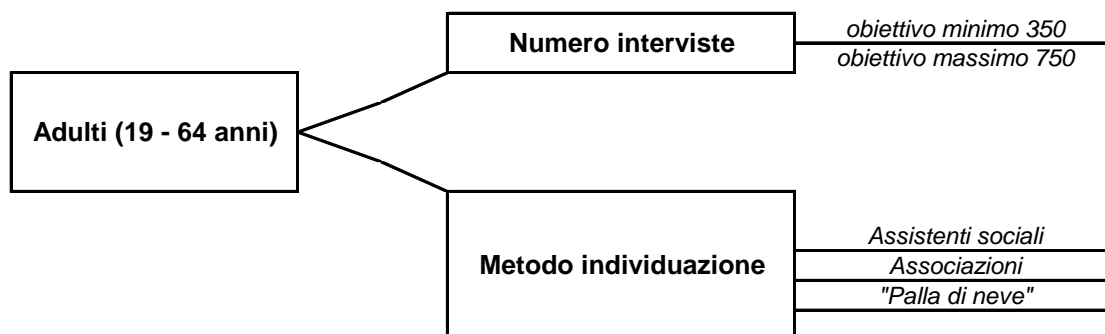 Adulti (19 - 64 anni)
Numero interviste
obiettivo minimo 350
obiettivo massimo 750
Metodo individuazione
Assistenti sociali
Associazioni
"Palla di neve"